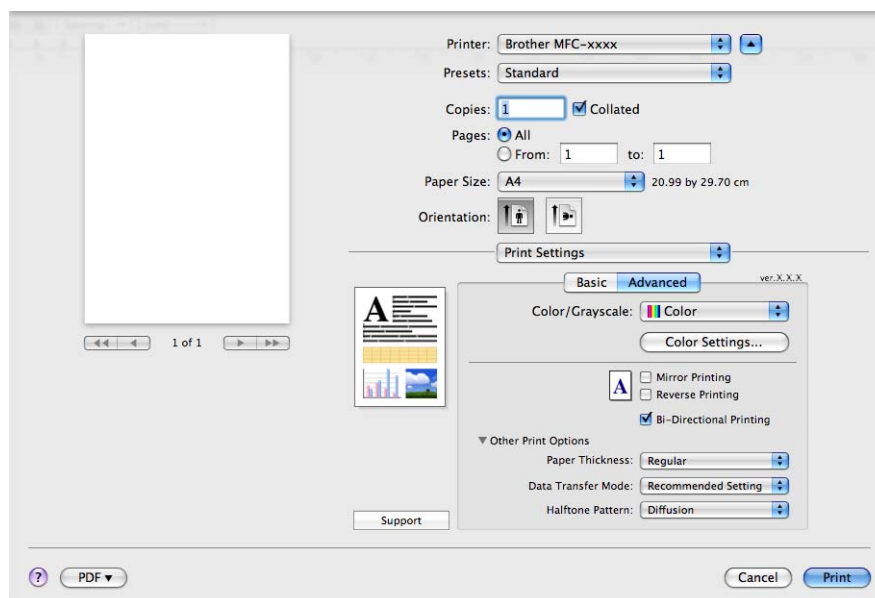 Printer: Brother MFC-xxxx
Presets: Standard
Copies: 1 Collated
Pages: All
From: 1 to: 1
Paper Size: A4 20.99 by 29.70 cm
Orientation:
Print Settings
Basic Advanced ver.X.X.X
Color/Grayscale: Color
Color Settings...
A
Mirror Printing
A
Reverse Printing
Bi-Directional Printing
Other Print Options
Paper Thickness: Regular
Data Transfer Mode: Recommended Setting
Halftone Pattern: Diffusion
1 of 1
Support
? PDF Cancel Print